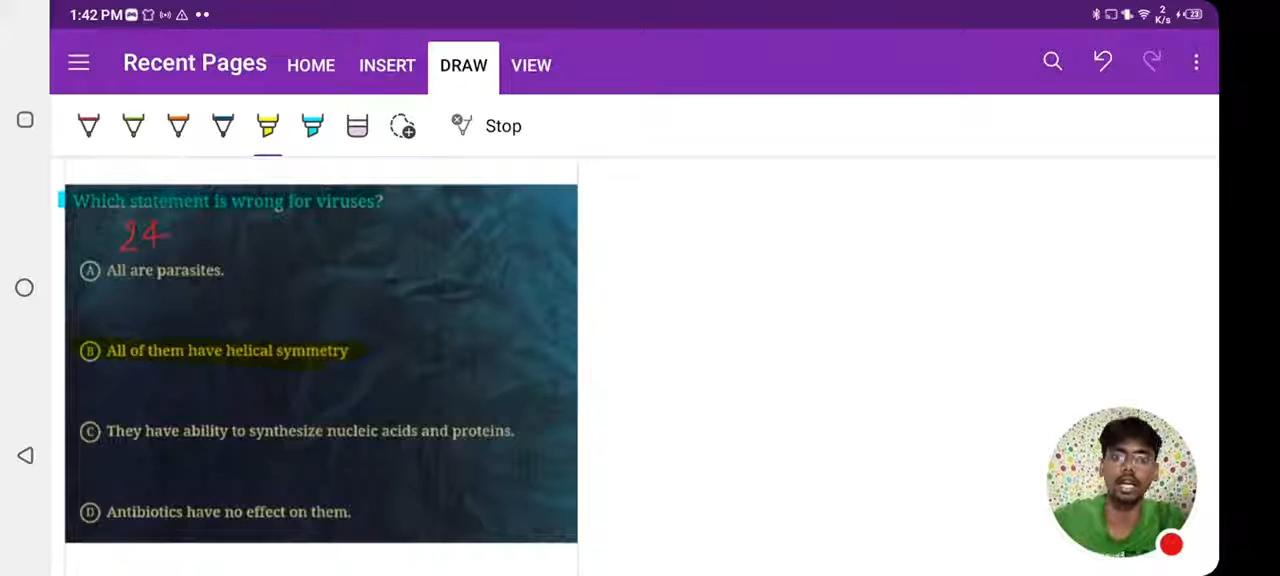 1:42 PM 2 K/s 23
Recent Pages HOME INSERT DRAW VIEW
Stop
Which statement is wrong for viruses?
24
A All are parasites.
B All of them have helical symmetry
C They have ability to synthesize nucleic acids and proteins.
D Antibiotics have no effect on them.